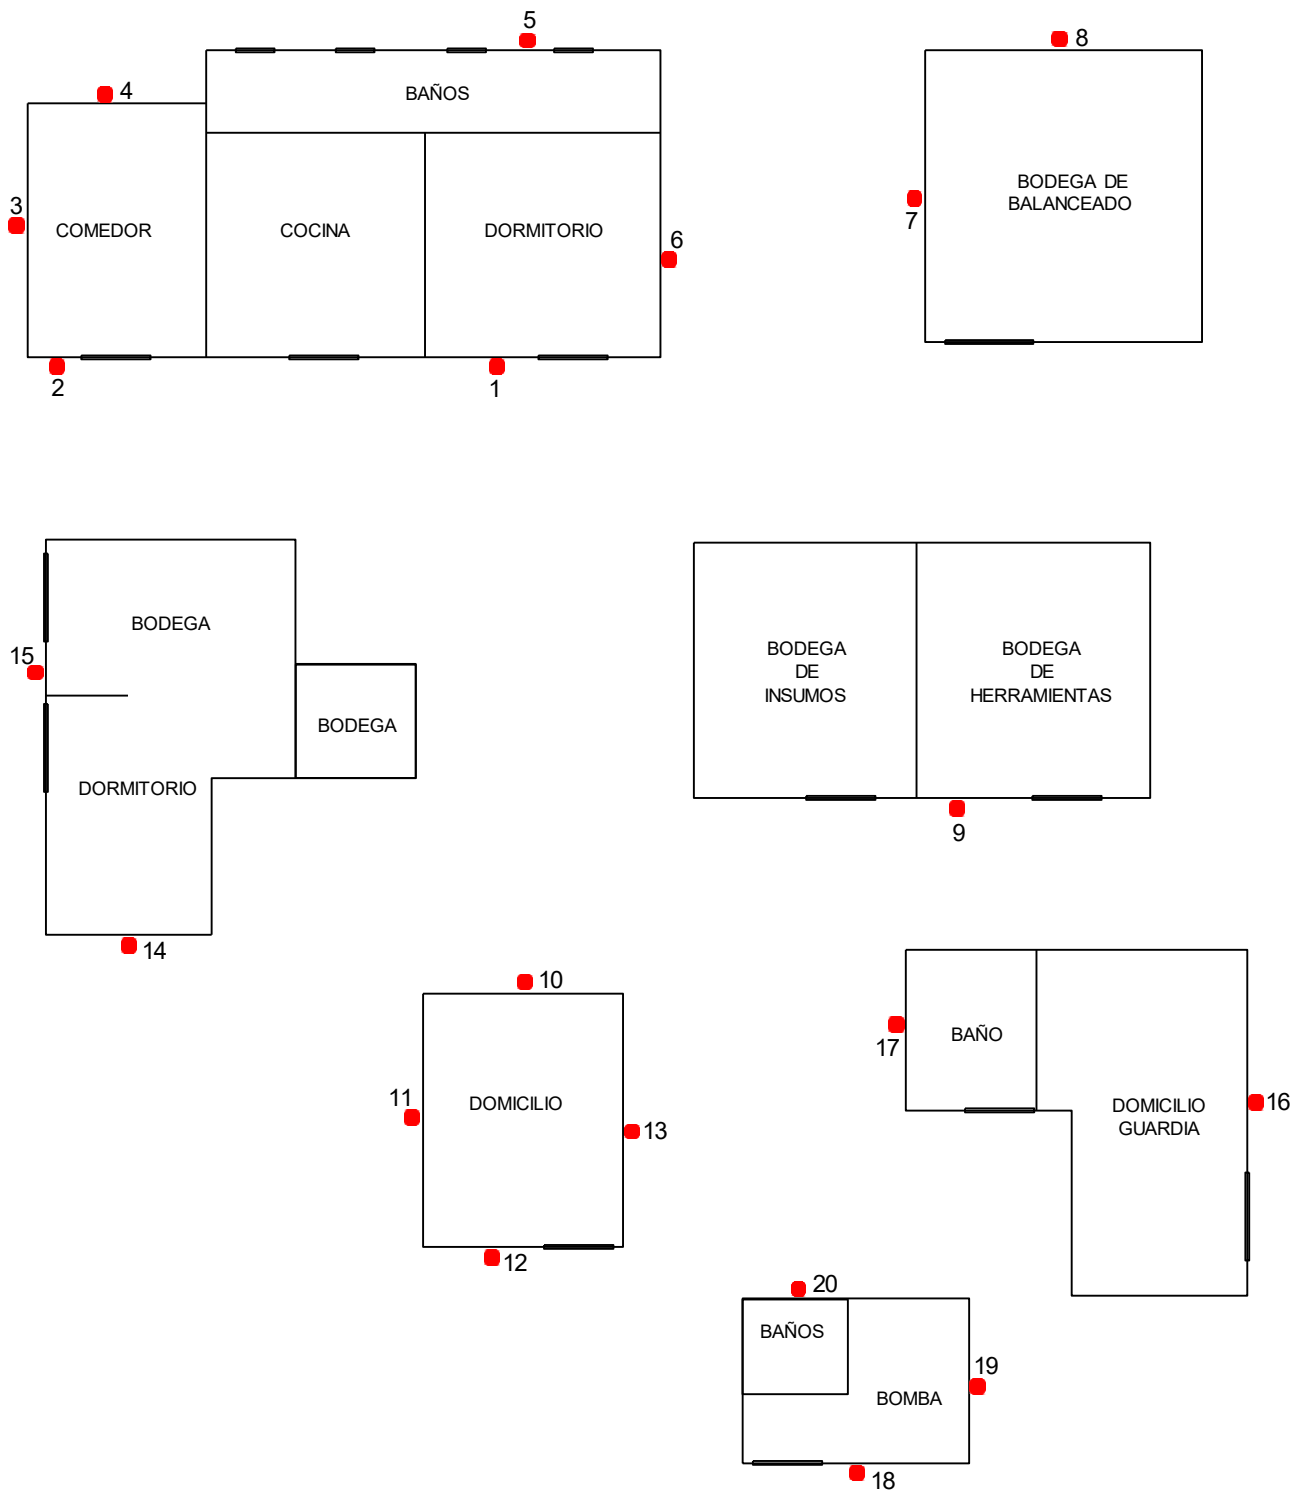 5
8
4
BAÑOS
3
COMEDOR
COCINA
DORMITORIO
6
BODEGA DE
BALANCEADO
7
2
1
BODEGA
15
BODEGA
DORMITORIO
14
BODEGA
DE
INSUMOS
BODEGA
DE
HERRAMIENTAS
9
10
11
DOMICILIO
13
12
17
BAÑO
DOMICILIO
GUARDIA
16
20
BAÑOS
19
BOMBA
18